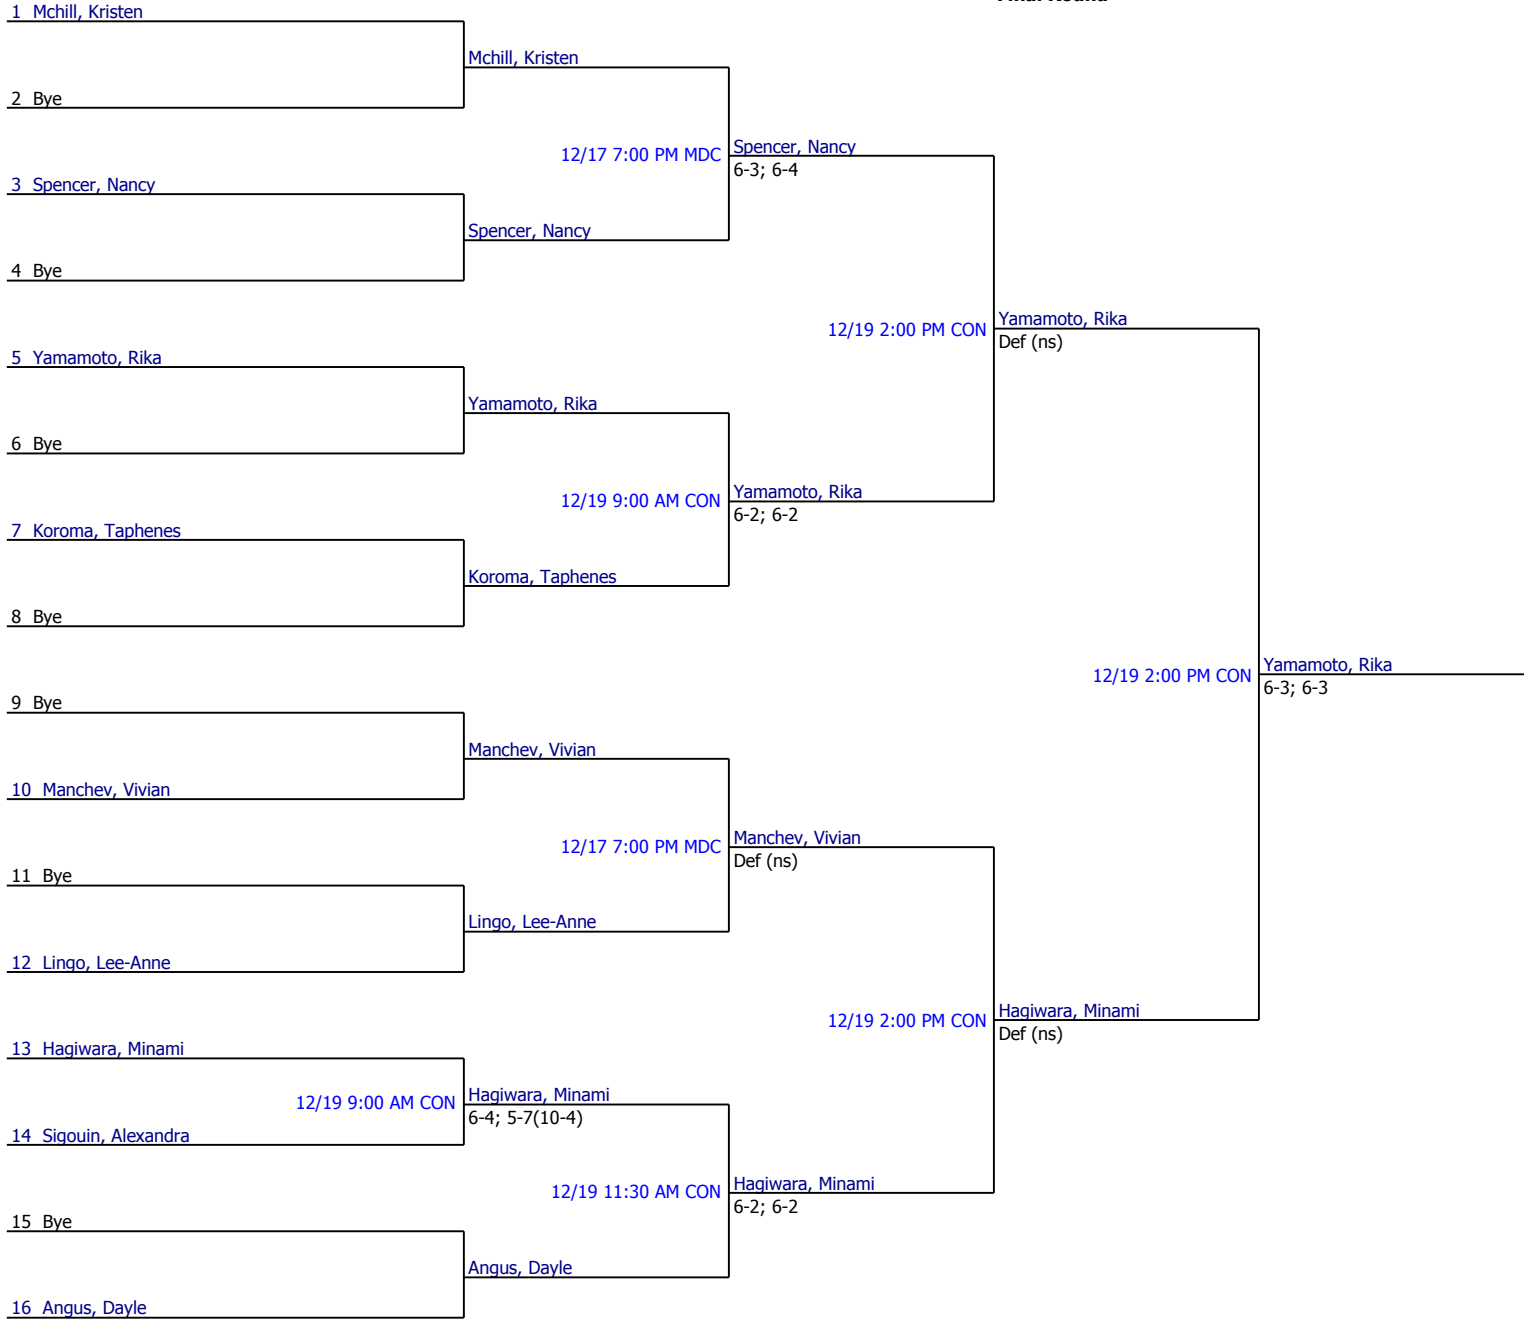 1 Mchill, Kristen
Mchill, Kristen
2 Bye
12/17 7:00 PM MDC
Spencer, Nancy
6-3; 6-4
3 Spencer, Nancy
Spencer, Nancy
4 Bye
12/19 2:00 PM CON
Yamamoto, Rika
Def (ns)
5 Yamamoto, Rika
Yamamoto, Rika
6 Bye
12/19 9:00 AM CON
Yamamoto, Rika
6-2; 6-2
7 Koroma, Taphenes
Koroma, Taphenes
8 Bye
12/19 2:00 PM CON
Yamamoto, Rika
6-3; 6-3
9 Bye
Manchev, Vivian
10 Manchev, Vivian
12/17 7:00 PM MDC
Manchev, Vivian
Def (ns)
11 Bye
Lingo, Lee-Anne
12 Lingo, Lee-Anne
12/19 2:00 PM CON
Hagiwara, Minami
Def (ns)
13 Hagiwara, Minami
12/19 9:00 AM CON
Hagiwara, Minami
6-4; 5-7(10-4)
14 Sigouin, Alexandra
12/19 11:30 AM CON
Hagiwara, Minami
6-2; 6-2
15 Bye
Angus, Dayle
16 Angus, Dayle